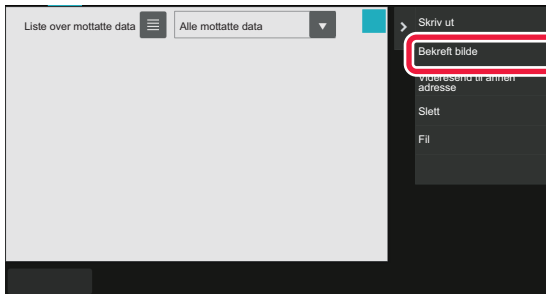 Liste over mottatte data
Alle mottatte data
Skriv ut
Bekreft bilde
Videresend til annen
adresse
Slett
Fil